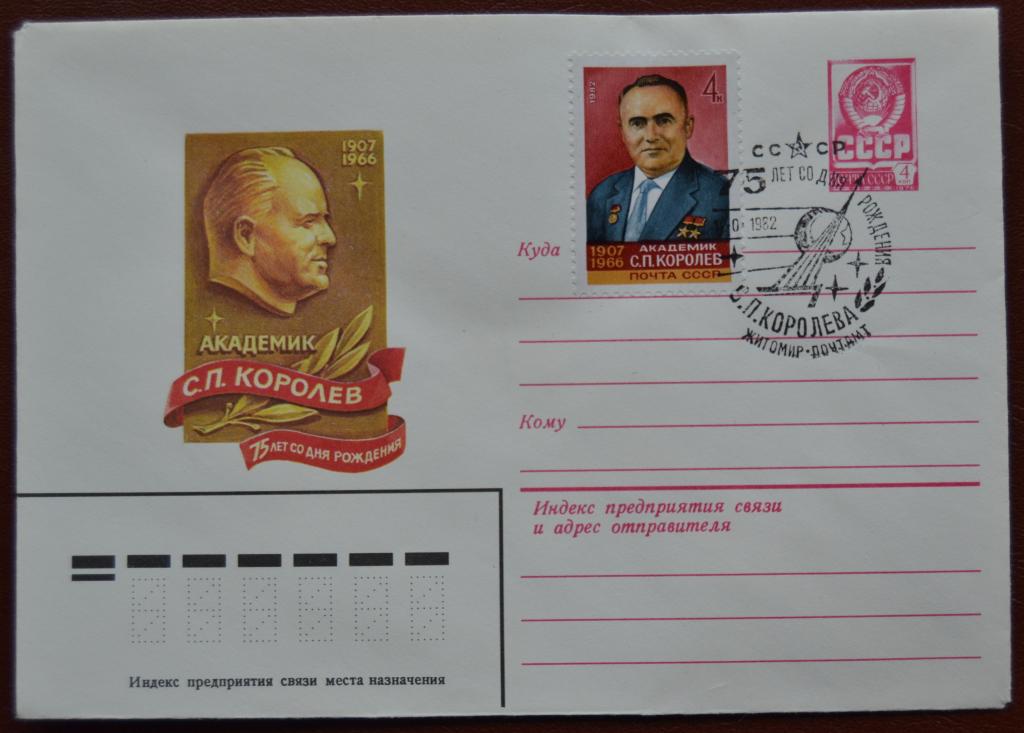 1907
1966
АКАДЕМИК
С.П. КОРОЛЕВ
75 ЛЕТ СО ДНЯ РОЖДЕНИЯ
1982
4к
1907
1966
АКАДЕМИК
С.П. КОРОЛЕВ
ПОЧТА СССР
СССР
ПОЧТА СССР
4
СССР
75 ЛЕТ СО ДНЯ РОЖДЕНИЯ
1982
С.П.КОРОЛЕВА
ЖИТОМИР·ПОЧТАМТ
Куда
Кому
Индекс предприятия связи
и адрес отправителя
Индекс предприятия связи места назначения